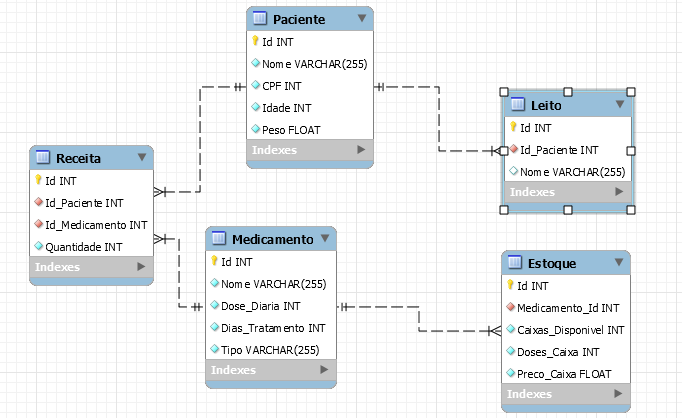 Paciente
Id INT
Nome VARCHAR(255)
CPF INT
Idade INT
Peso FLOAT
Indexes
Leito
Id INT
Id_Paciente INT
Nome VARCHAR(255)
Indexes
Receita
Id INT
Id_Paciente INT
Id_Medicamento INT
Quantidade INT
Indexes
Medicamento
Id INT
Nome VARCHAR(255)
Dose_Diaria INT
Dias_Tratamento INT
Tipo VARCHAR(255)
Indexes
Estoque
Id INT
Medicamento_Id INT
Caixas_Disponivel INT
Doses_Caixa INT
Preco_Caixa FLOAT
Indexes